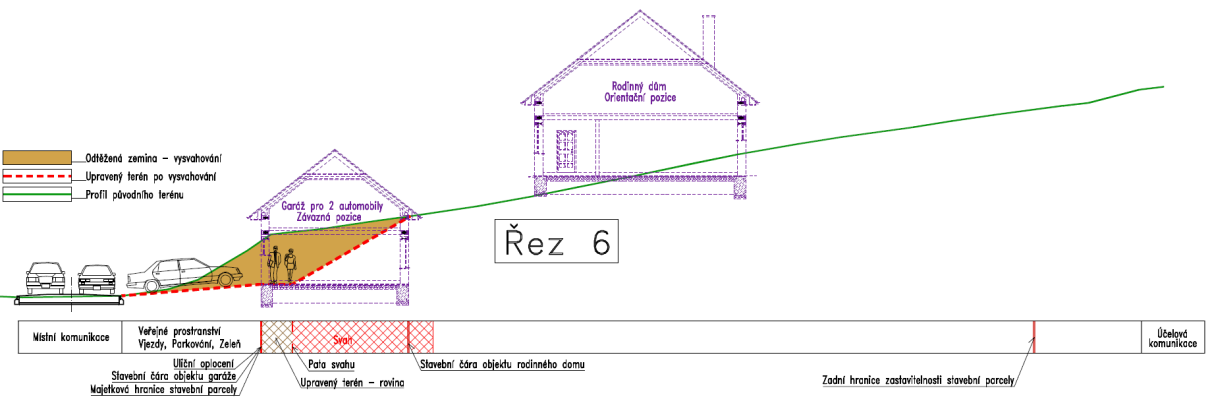 Rodinný dům
Orientační pozice
Odtěžená zemina – vysvahování
Upravený terén po vysvahování
Profil původního terénu
Garáž pro 2 automobily
Závazná pozice
Řez 6
Místní komunikace
Veřejné prostranství
Vjezdy, Parkování, Zeleň
Svah
Účelová
komunikace
Uliční oplocení
Stavební čára objektu garáže
Majetková hranice stavební parcely
Pata svahu
Upravený terén – rovina
Stavební čára objektu rodinného domu
Zadní hranice zastavitelnosti stavební parcely